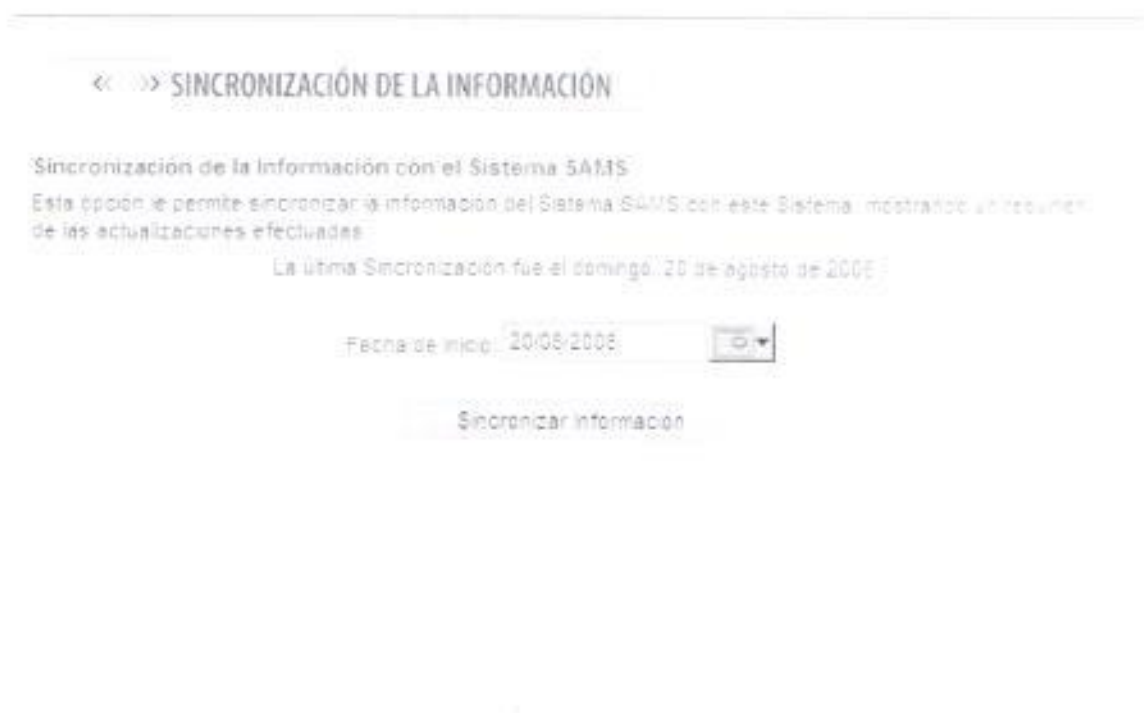 << >> SINCRONIZACIÓN DE LA INFORMACIÓN
Sincronización de la Información con el Sistema SAMS
Esta opción le permite sincronizar la información del Sistema SAMS con este Sistema, mostrando un resumen
de las actualizaciones efectuadas
La última Sincronización fue el domingo, 20 de agosto de 2006
Fecha de inicio: 20/08/2006
Sincronizar Información